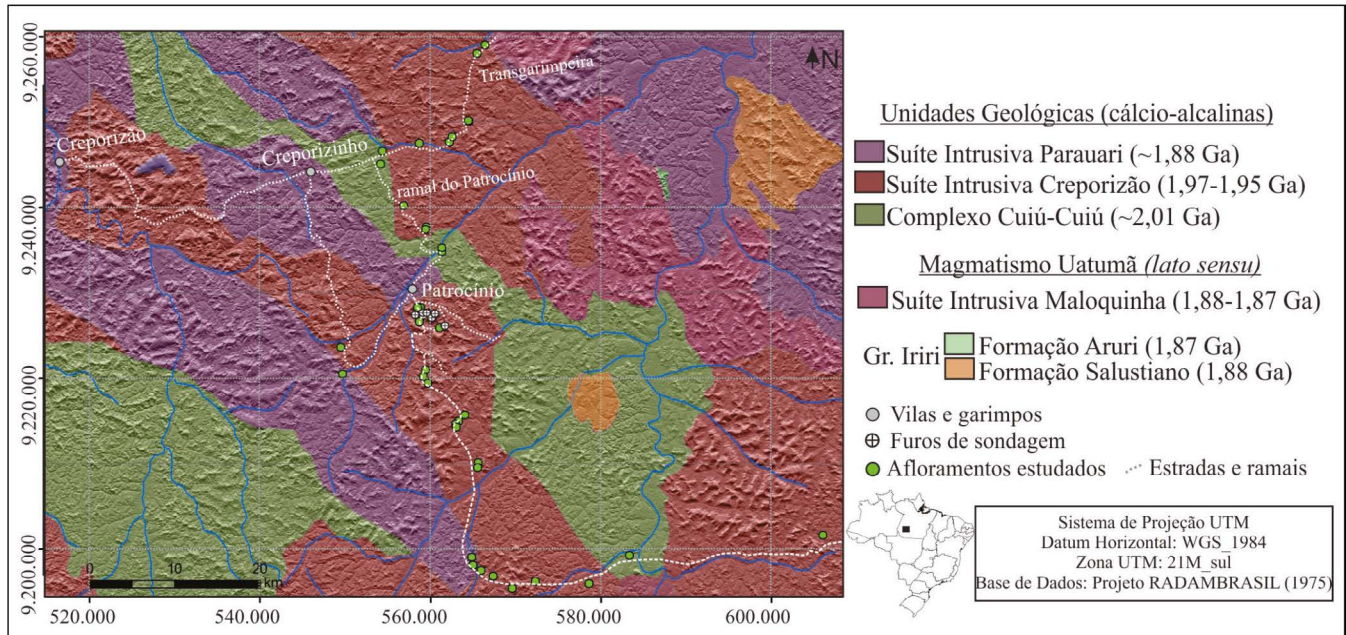 9.260.000
9.240.000
9.220.000
9.200.000
520.000
540.000
560.000
580.000
600.000
N
Transgarimpeira
Creporizão
Creporizinho
ramal do Patrocínio
Patrocínio
0 10 20
km
Unidades Geológicas (cálcio-alcalinas)
Suíte Intrusiva Parauari (~1,88 Ga)
Suíte Intrusiva Creporizão (1,97-1,95 Ga)
Complexo Cuiú-Cuiú (~2,01 Ga)
Magmatismo Uatumã (lato sensu)
Suíte Intrusiva Maloquinha (1,88-1,87 Ga)
Gr. Iriri
Formação Aruri (1,87 Ga)
Formação Salustiano (1,88 Ga)
Vilas e garimpos
Furos de sondagem
Afloramentos estudados
Estradas e ramais
Sistema de Projeção UTM
Datum Horizontal: WGS_1984
Zona UTM: 21M_sul
Base de Dados: Projeto RADAMBRASIL (1975)